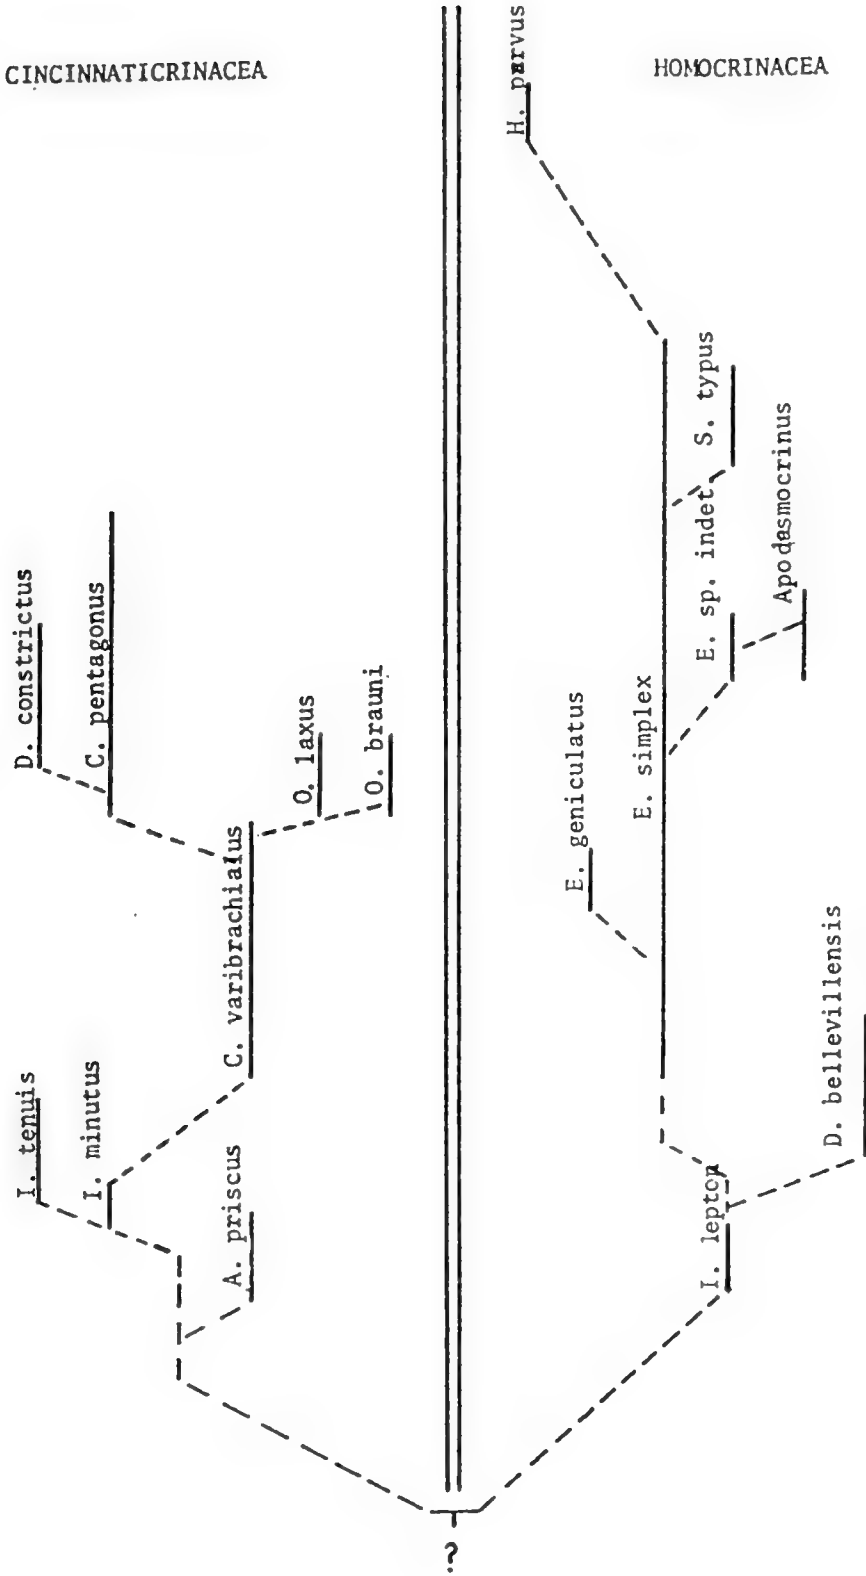 CINCINNATICRINACEA
HOMOCRINACEA
H. parvus
D. constrictus
C. pentagonus
S. typus
E. sp. indet.
Apodasmocrinus
O. laxus
O. brauni
E. simplex
E. geniculatus
C. varibrachialus
D. bellevillensis
I. tenuis
I. minutus
A. priscus
I. lepton
?